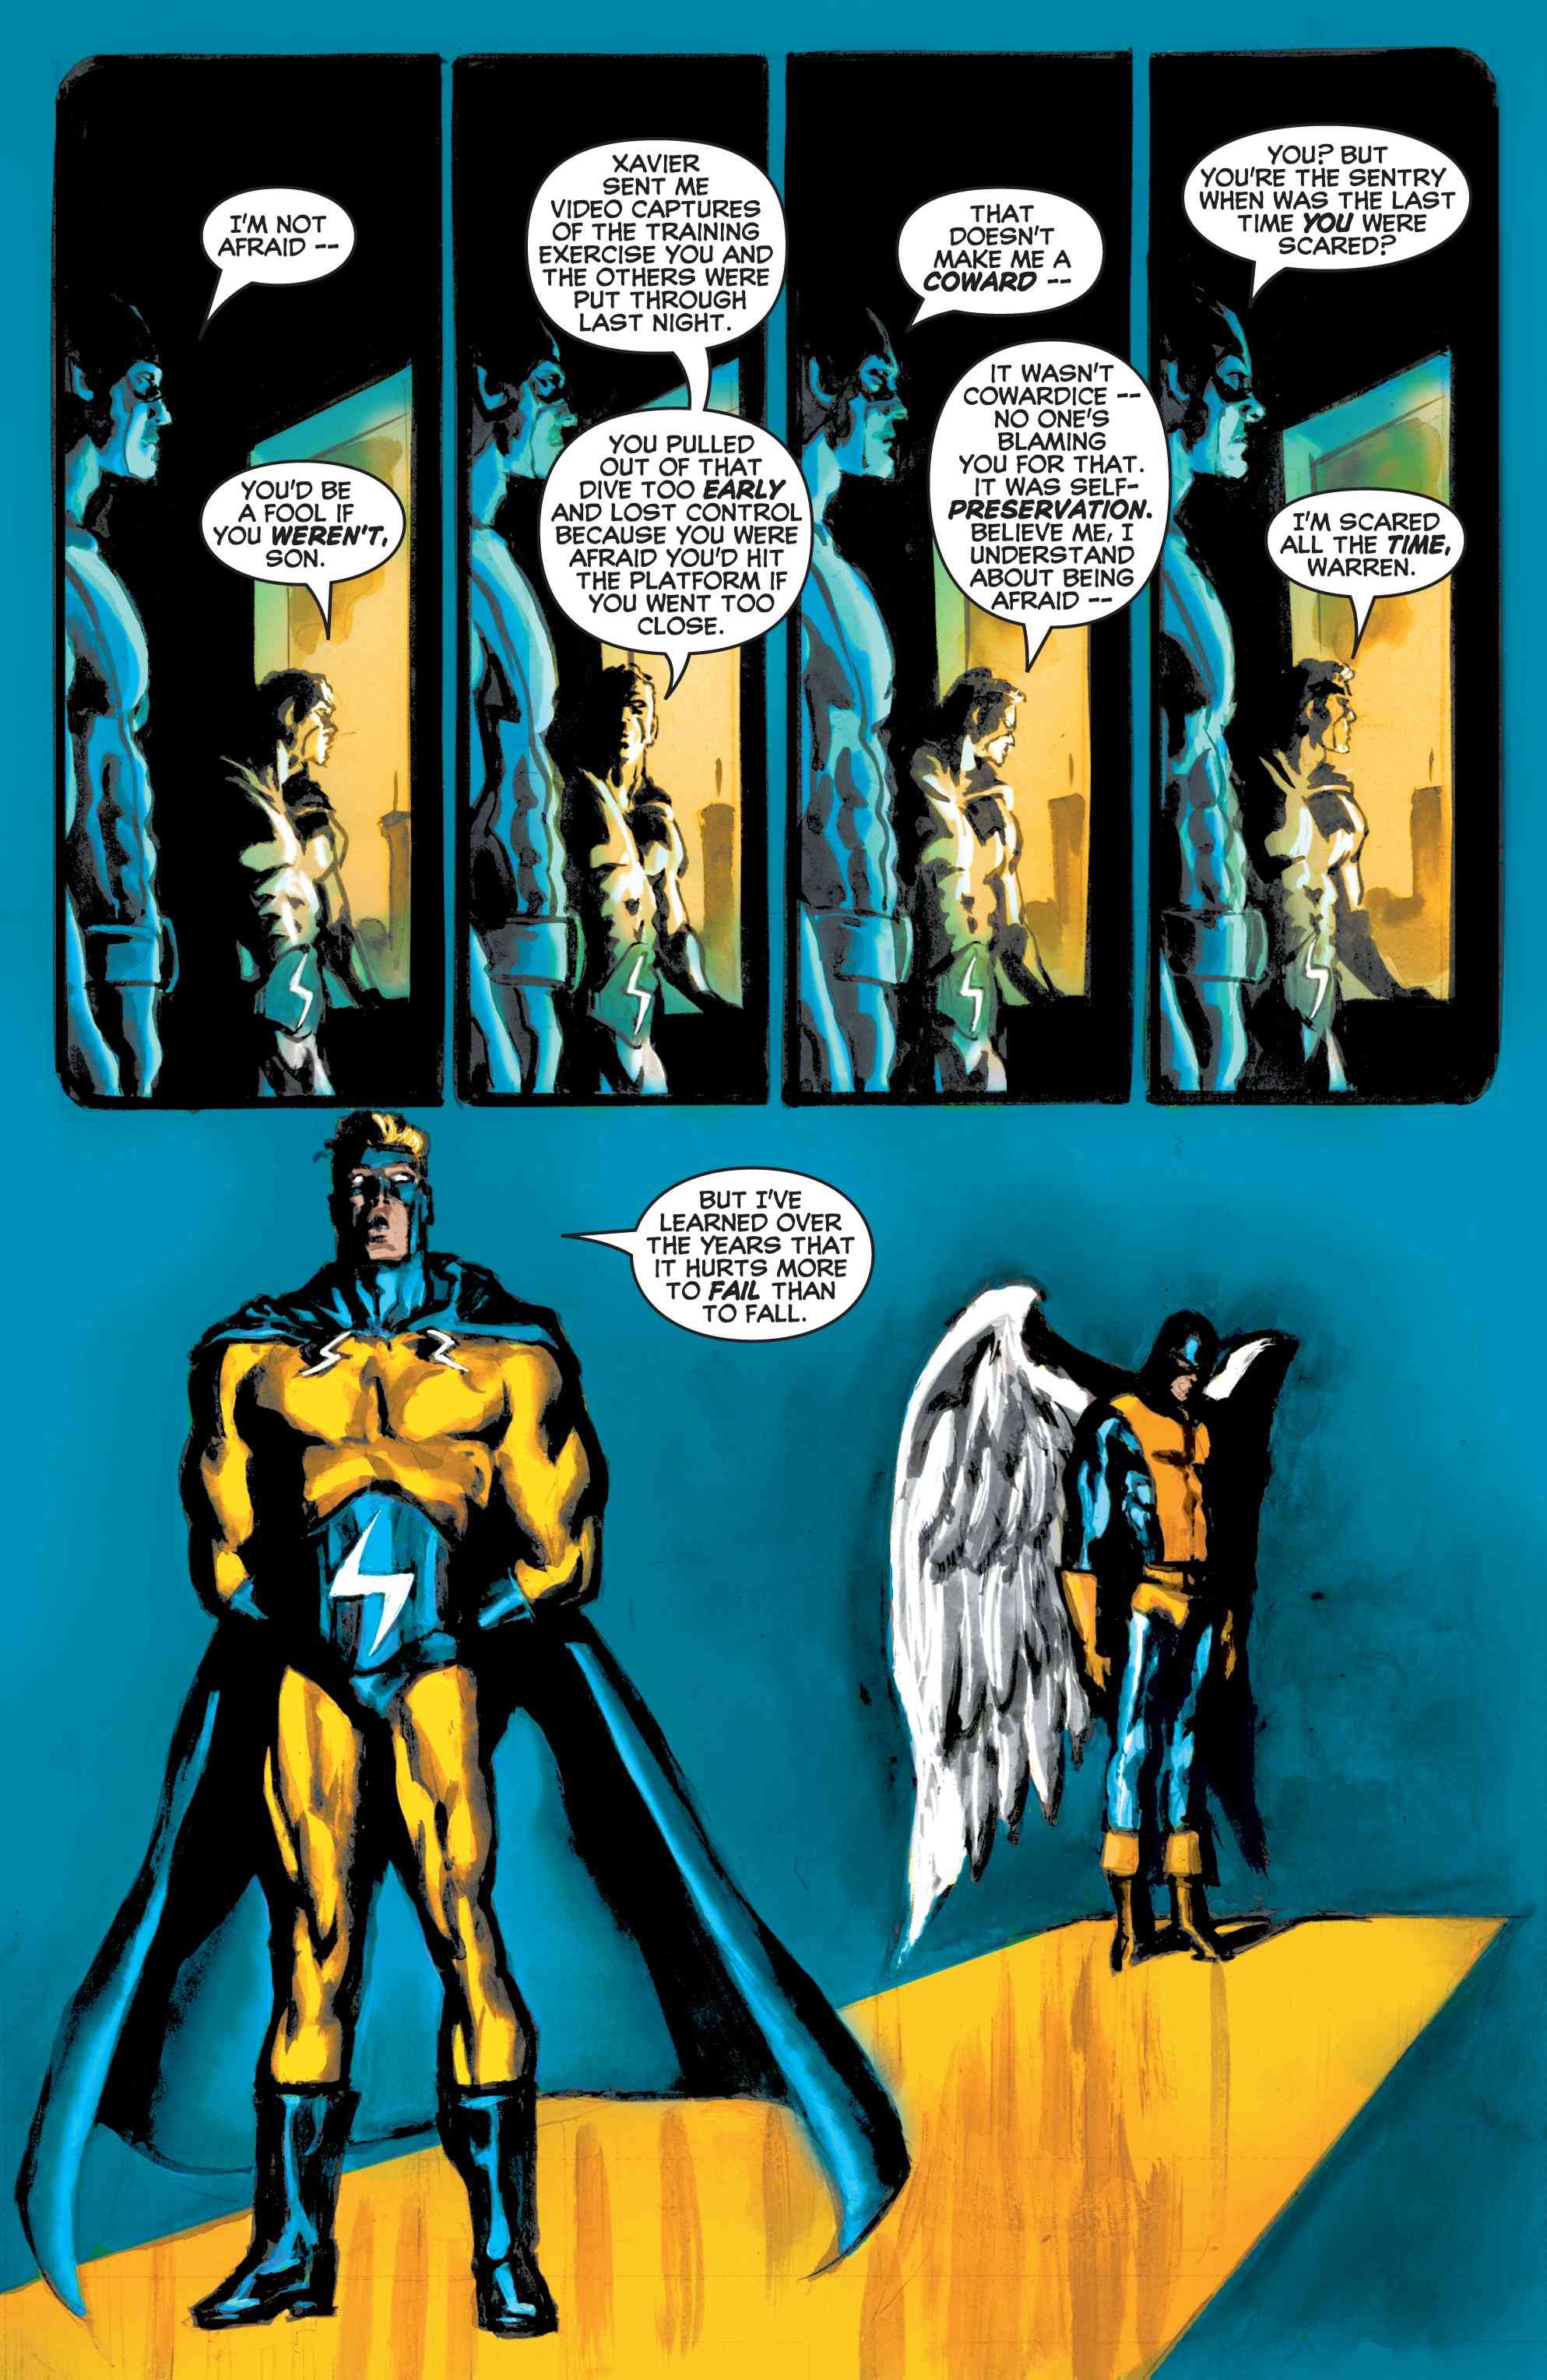 I'M NOT
AFRAID --
YOU'D BE
A FOOL IF
YOU WEREN'T,
SON.
XAVIER
SENT ME
VIDEO CAPTURES
OF THE TRAINING
EXERCISE YOU AND
THE OTHERS WERE
PUT THROUGH
LAST NIGHT.
YOU PULLED
OUT OF THAT
DIVE TOO EARLY
AND LOST CONTROL
BECAUSE YOU WERE
AFRAID YOU'D HIT
THE PLATFORM IF
YOU WENT TOO
CLOSE.
THAT
DOESN'T
MAKE ME A
COWARD --
IT WASN'T
COWARDICE --
NO ONE'S
BLAMING
YOU FOR THAT.
IT WAS SELF-
PRESERVATION.
BELIEVE ME, I
UNDERSTAND
ABOUT BEING
AFRAID --
YOU? BUT
YOU'RE THE SENTRY
WHEN WAS THE LAST
TIME YOU WERE
SCARED?
I'M SCARED
ALL THE TIME,
WARREN.
BUT I'VE
LEARNED OVER
THE YEARS THAT
IT HURTS MORE
TO FAIL THAN
TO FALL.